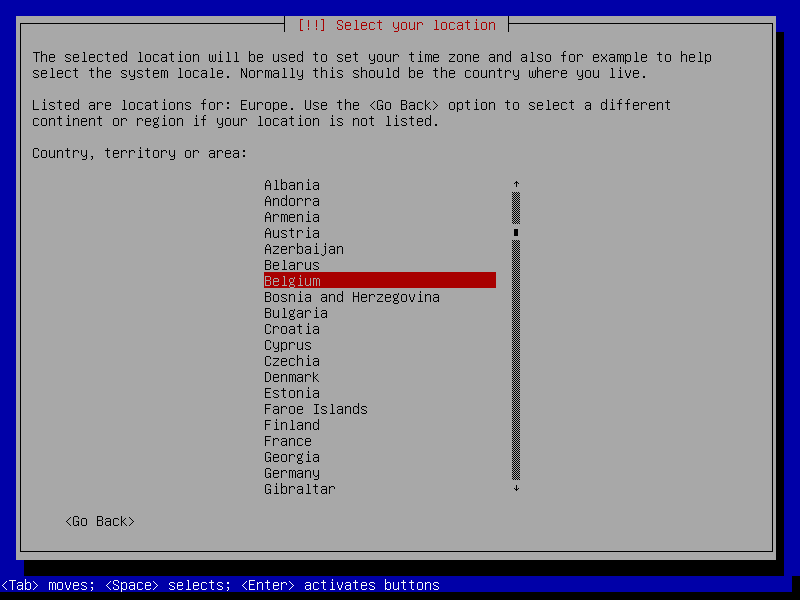 [!!] Select your location
The selected location will be used to set your time zone and also for example to help
select the system locale. Normally this should be the country where you live.
Listed are locations for: Europe. Use the <Go Back> option to select a different
continent or region if your location is not listed.
Country, territory or area:
Albania
Andorra
Armenia
Austria
Azerbaijan
Belarus
Belgium
Bosnia and Herzegovina
Bulgaria
Croatia
Cyprus
Czechia
Denmark
Estonia
Faroe Islands
Finland
France
Georgia
Germany
Gibraltar
<Go Back>
<Tab> moves; <Space> selects; <Enter> activates buttons